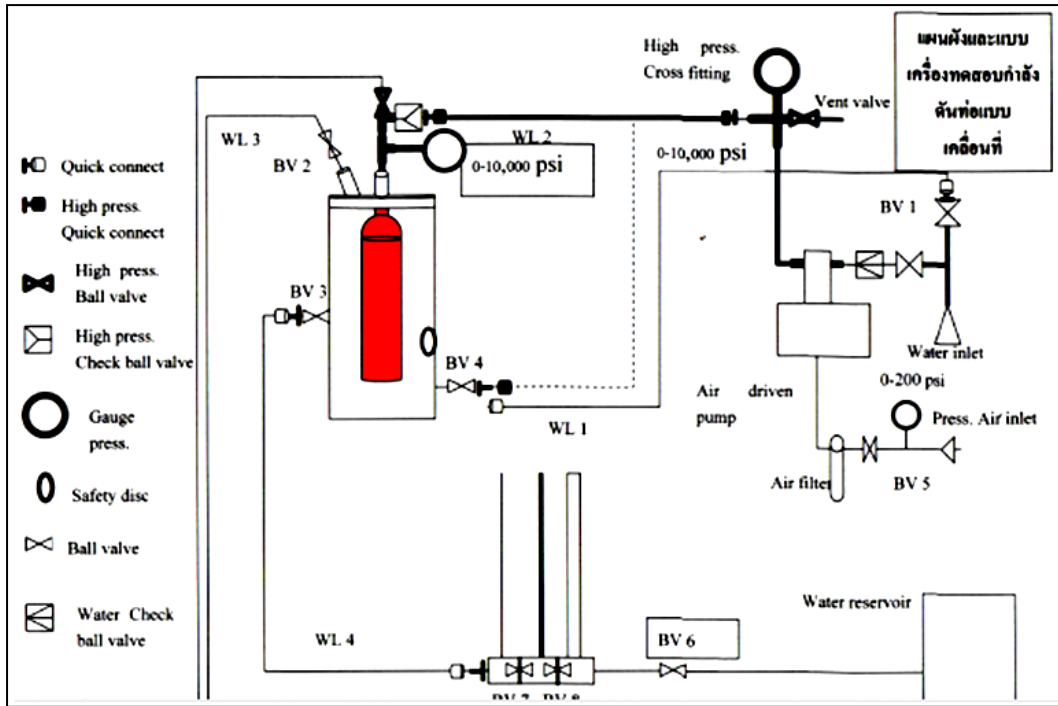 High press.
Cross fitting
แผนผังและแบบ
เครื่องทดสอบกำลัง
ดันท่อแบบ
เคลื่อนที่
Vent valve
WL 3
BV 2
WL 2
0-10,000 psi
0-10,000 psi
BV 1
Quick connect
High press.
Quick connect
High press.
Ball valve
High press.
Check ball valve
Gauge
press.
Safety disc
Ball valve
Water Check
ball valve
BV 3
BV 4
WL 1
Water inlet
0-200 psi
Air driven
pump
Press. Air inlet
Air filter
BV 5
Water reservoir
WL 4
BV 6
BV 7 BV 8